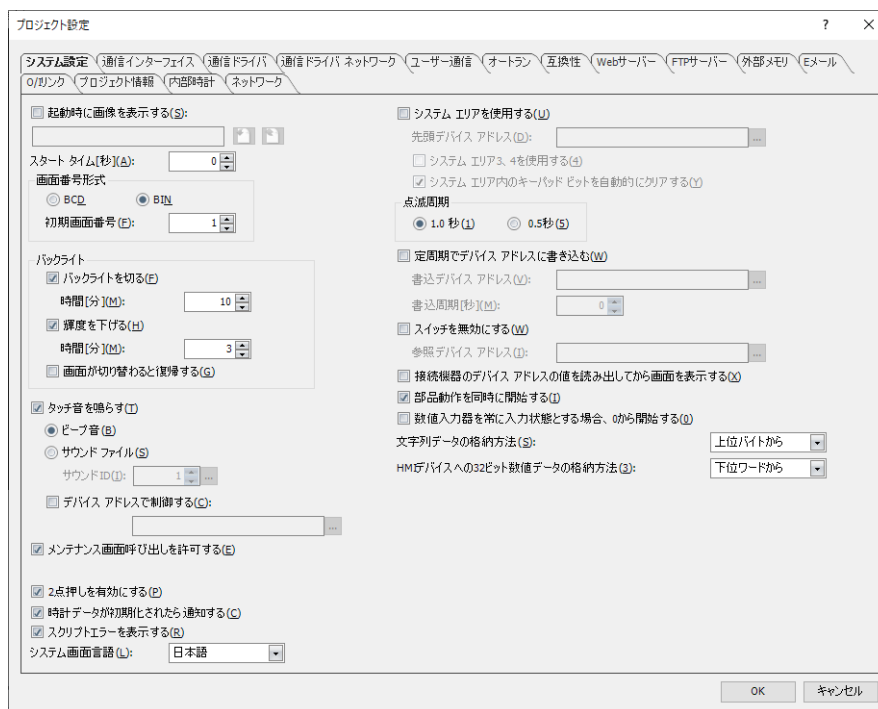 プロジェクト設定
システム設定 通信インターフェイス 通信ドライバ 通信ドライバ ネットワーク ユーザー通信 オートラン 互換性 Webサーバー FTPサーバー 外部メモリ Eメール
O/Iリンク プロジェクト情報 内部時計 ネットワーク
起動時に画像を表示する(S):
スタート タイム[秒](A): 0
画面番号形式
BCD BIN
初期画面番号(F): 1
バックライト
バックライトを切る(F)
時間[分](M): 10
輝度を下げる(H)
時間[分](M): 3
画面が切り替わると復帰する(G)
タッチ音を鳴らす(T)
ビープ音(B)
サウンド ファイル(S)
サウンドID(I): 1 ...
デバイス アドレスで制御する(C):
...
メンテナンス画面呼び出しを許可する(E)
2点押しを有効にする(P)
時計データが初期化されたら通知する(C)
スクリプトエラーを表示する(R)
システム画面言語(L): 日本語
システム エリアを使用する(U)
先頭デバイス アドレス(D): ...
システム エリア3、4を使用する(4)
システム エリア内のキーパッド ビットを自動的にクリアする(Y)
点滅周期
1.0 秒(1) 0.5秒(5)
定周期でデバイス アドレスに書き込む(W)
書込デバイス アドレス(V): ...
書込周期[秒](M): 0
スイッチを無効にする(W)
参照デバイス アドレス(I): ...
接続機器のデバイス アドレスの値を読み出してから画面を表示する(X)
部品動作を同時に開始する(I)
数値入力器を常に入力状態とする場合、0から開始する(0)
文字列データの格納方法(S): 上位バイトから
HMIデバイスへの32ビット数値データの格納方法(3): 下位ワードから
OK キャンセル